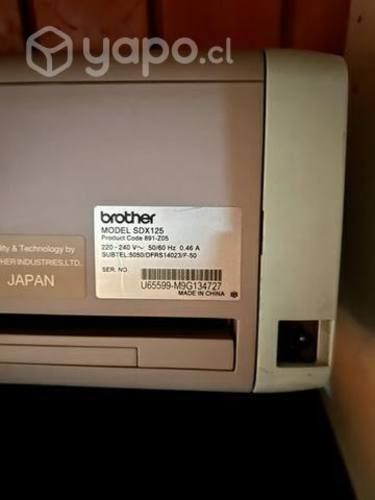 yapo.cl
brother
MODEL SDX125
Product Code 891-Z05
220 - 240 V~ 50/60 Hz 0.46 A
SUBTEL:5050/DFRS14023/F-50
SER. NO.
U65599-M9G134727
MADE IN CHINA
& Technology by
HER INDUSTRIES,LTD.
JAPAN